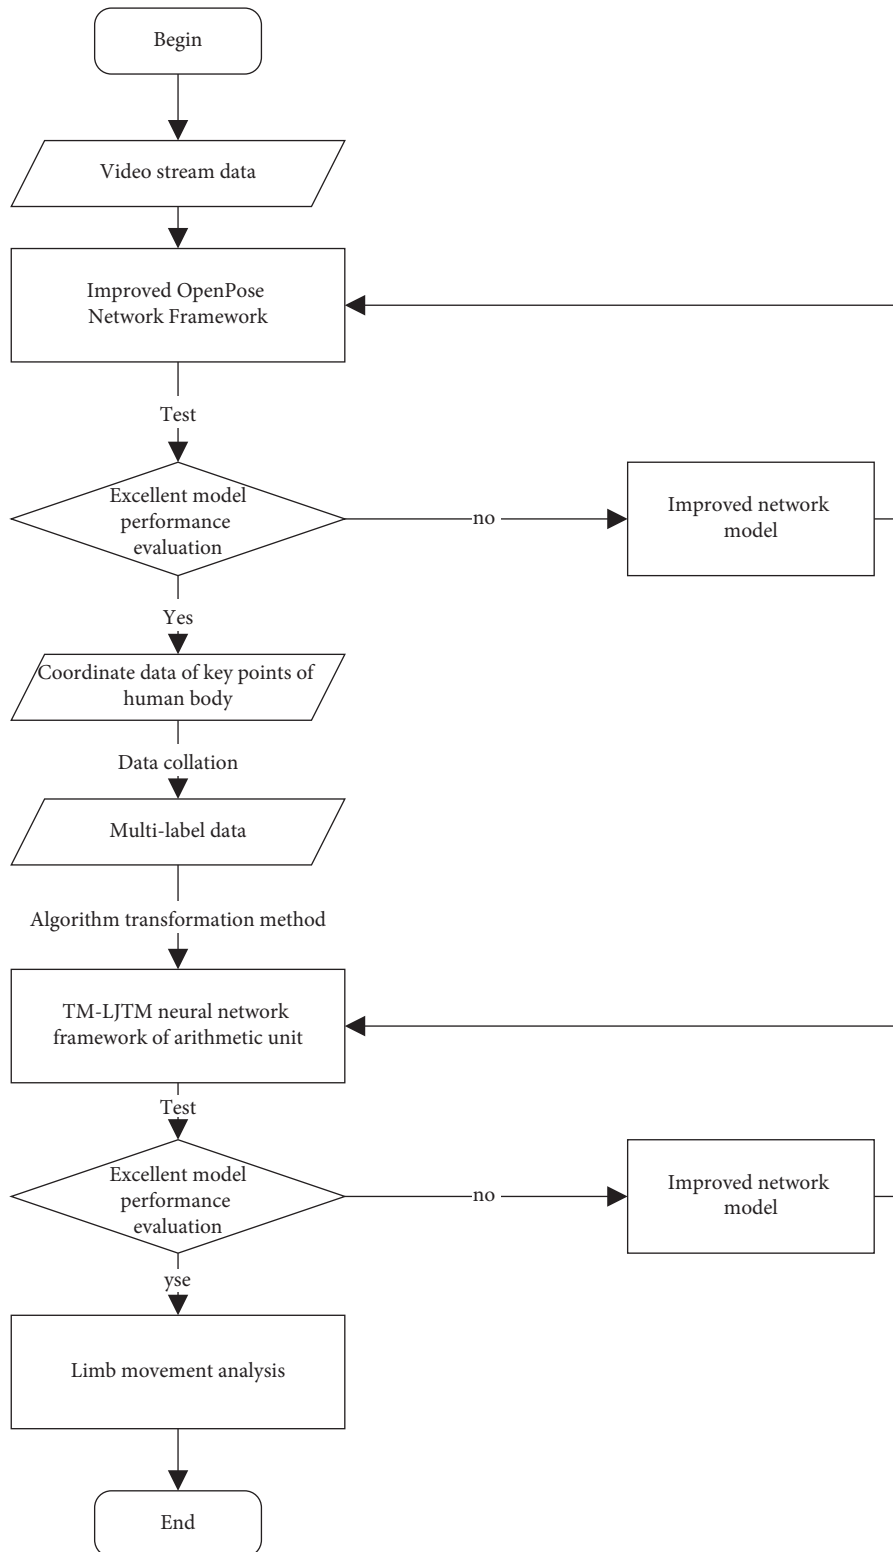 Begin
Video stream data
Improved OpenPose
Network Framework
Test
Excellent model
performance
evaluation
no
Improved network
model
Yes
Coordinate data of key points of
human body
Data collation
Multi-label data
Algorithm transformation method
TM-LJTM neural network
framework of arithmetic unit
Test
Excellent model
performance
evaluation
no
Improved network
model
yse
Limb movement analysis
End